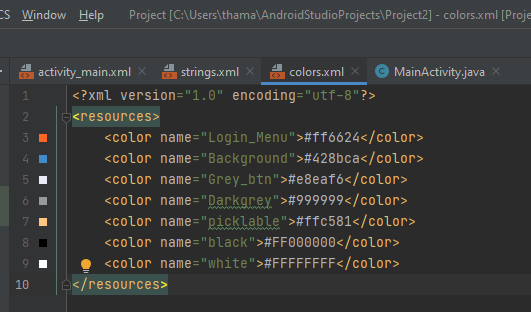 CS Window Help Project [C:\Users\thama\AndroidStudioProjects\Project2] - colors.xml [Proje
activity_main.xml strings.xml colors.xml MainActivity.java
1 <?xml version="1.0" encoding="utf-8"?>
2 <resources>
3 <color name="Login_Menu">#ff6624</color>
4 <color name="Background">#428bca</color>
5 <color name="Grey_btn">#e8eaf6</color>
6 <color name="Darkgrey">#999999</color>
7 <color name="picklable">#ffc581</color>
8 <color name="black">#FF000000</color>
9 <color name="white">#FFFFFFFF</color>
10 </resources>